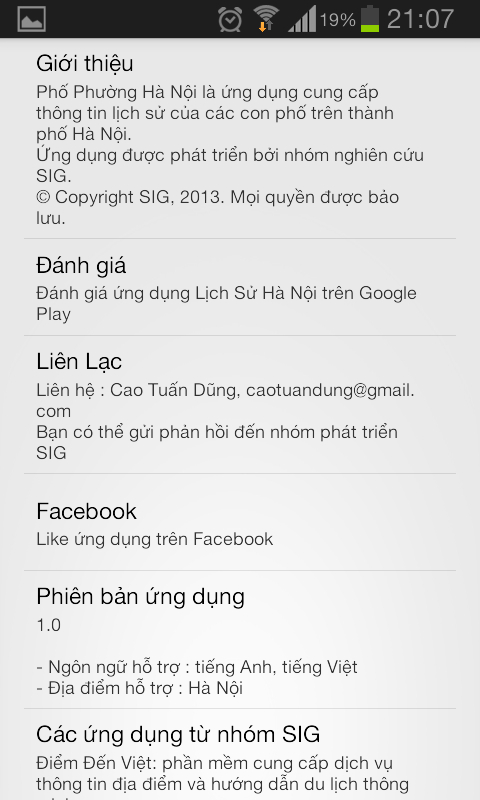 19% 21:07
Giới thiệu
Phố Phường Hà Nội là ứng dụng cung cấp
thông tin lịch sử của các con phố trên thành
phố Hà Nội.
Ứng dụng được phát triển bởi nhóm nghiên cứu
SIG.
© Copyright SIG, 2013. Mọi quyền được bảo
lưu.
Đánh giá
Đánh giá ứng dụng Lịch Sử Hà Nội trên Google
Play
Liên Lạc
Liên hệ : Cao Tuấn Dũng, caotuandung@gmail.
com
Bạn có thể gửi phản hồi đến nhóm phát triển
SIG
Facebook
Like ứng dụng trên Facebook
Phiên bản ứng dụng
1.0
- Ngôn ngữ hỗ trợ : tiếng Anh, tiếng Việt
- Địa điểm hỗ trợ : Hà Nội
Các ứng dụng từ nhóm SIG
Điểm Đến Việt: phần mềm cung cấp dịch vụ
thông tin địa điểm và hướng dẫn du lịch thông